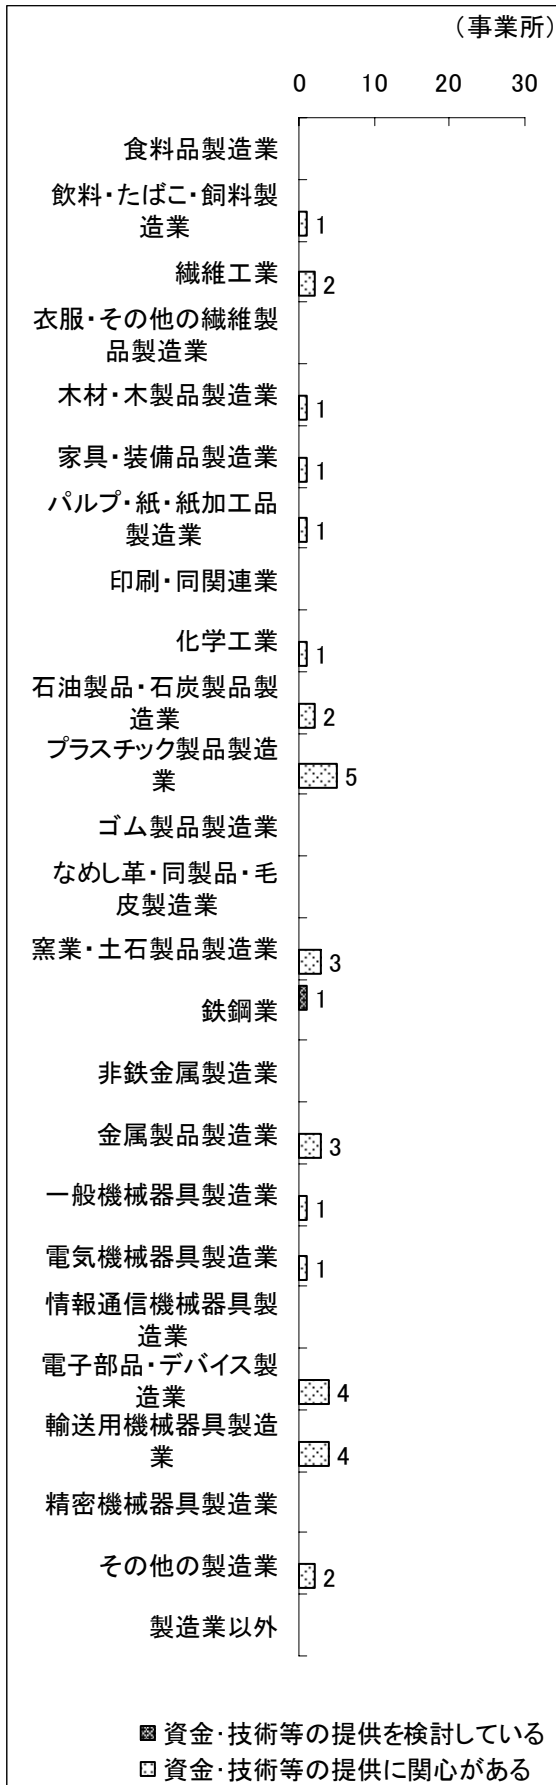 （事業所）
0 10 20 30
食料品製造業
飲料・たばこ・飼料製
造業
1
繊維工業
2
衣服・その他の繊維製
品製造業
木材・木製品製造業
1
家具・装備品製造業
1
パルプ・紙・紙加工品
製造業
1
印刷・同関連業
化学工業
1
石油製品・石炭製品製
造業
2
プラスチック製品製造
業
5
ゴム製品製造業
なめし革・同製品・毛
皮製造業
窯業・土石製品製造業
3
鉄鋼業
1
非鉄金属製造業
金属製品製造業
3
一般機械器具製造業
1
電気機械器具製造業
1
情報通信機械器具製
造業
電子部品・デバイス製
造業
4
輸送用機械器具製造
業
4
精密機械器具製造業
その他の製造業
2
製造業以外
資金・技術等の提供を検討している
資金・技術等の提供に関心がある